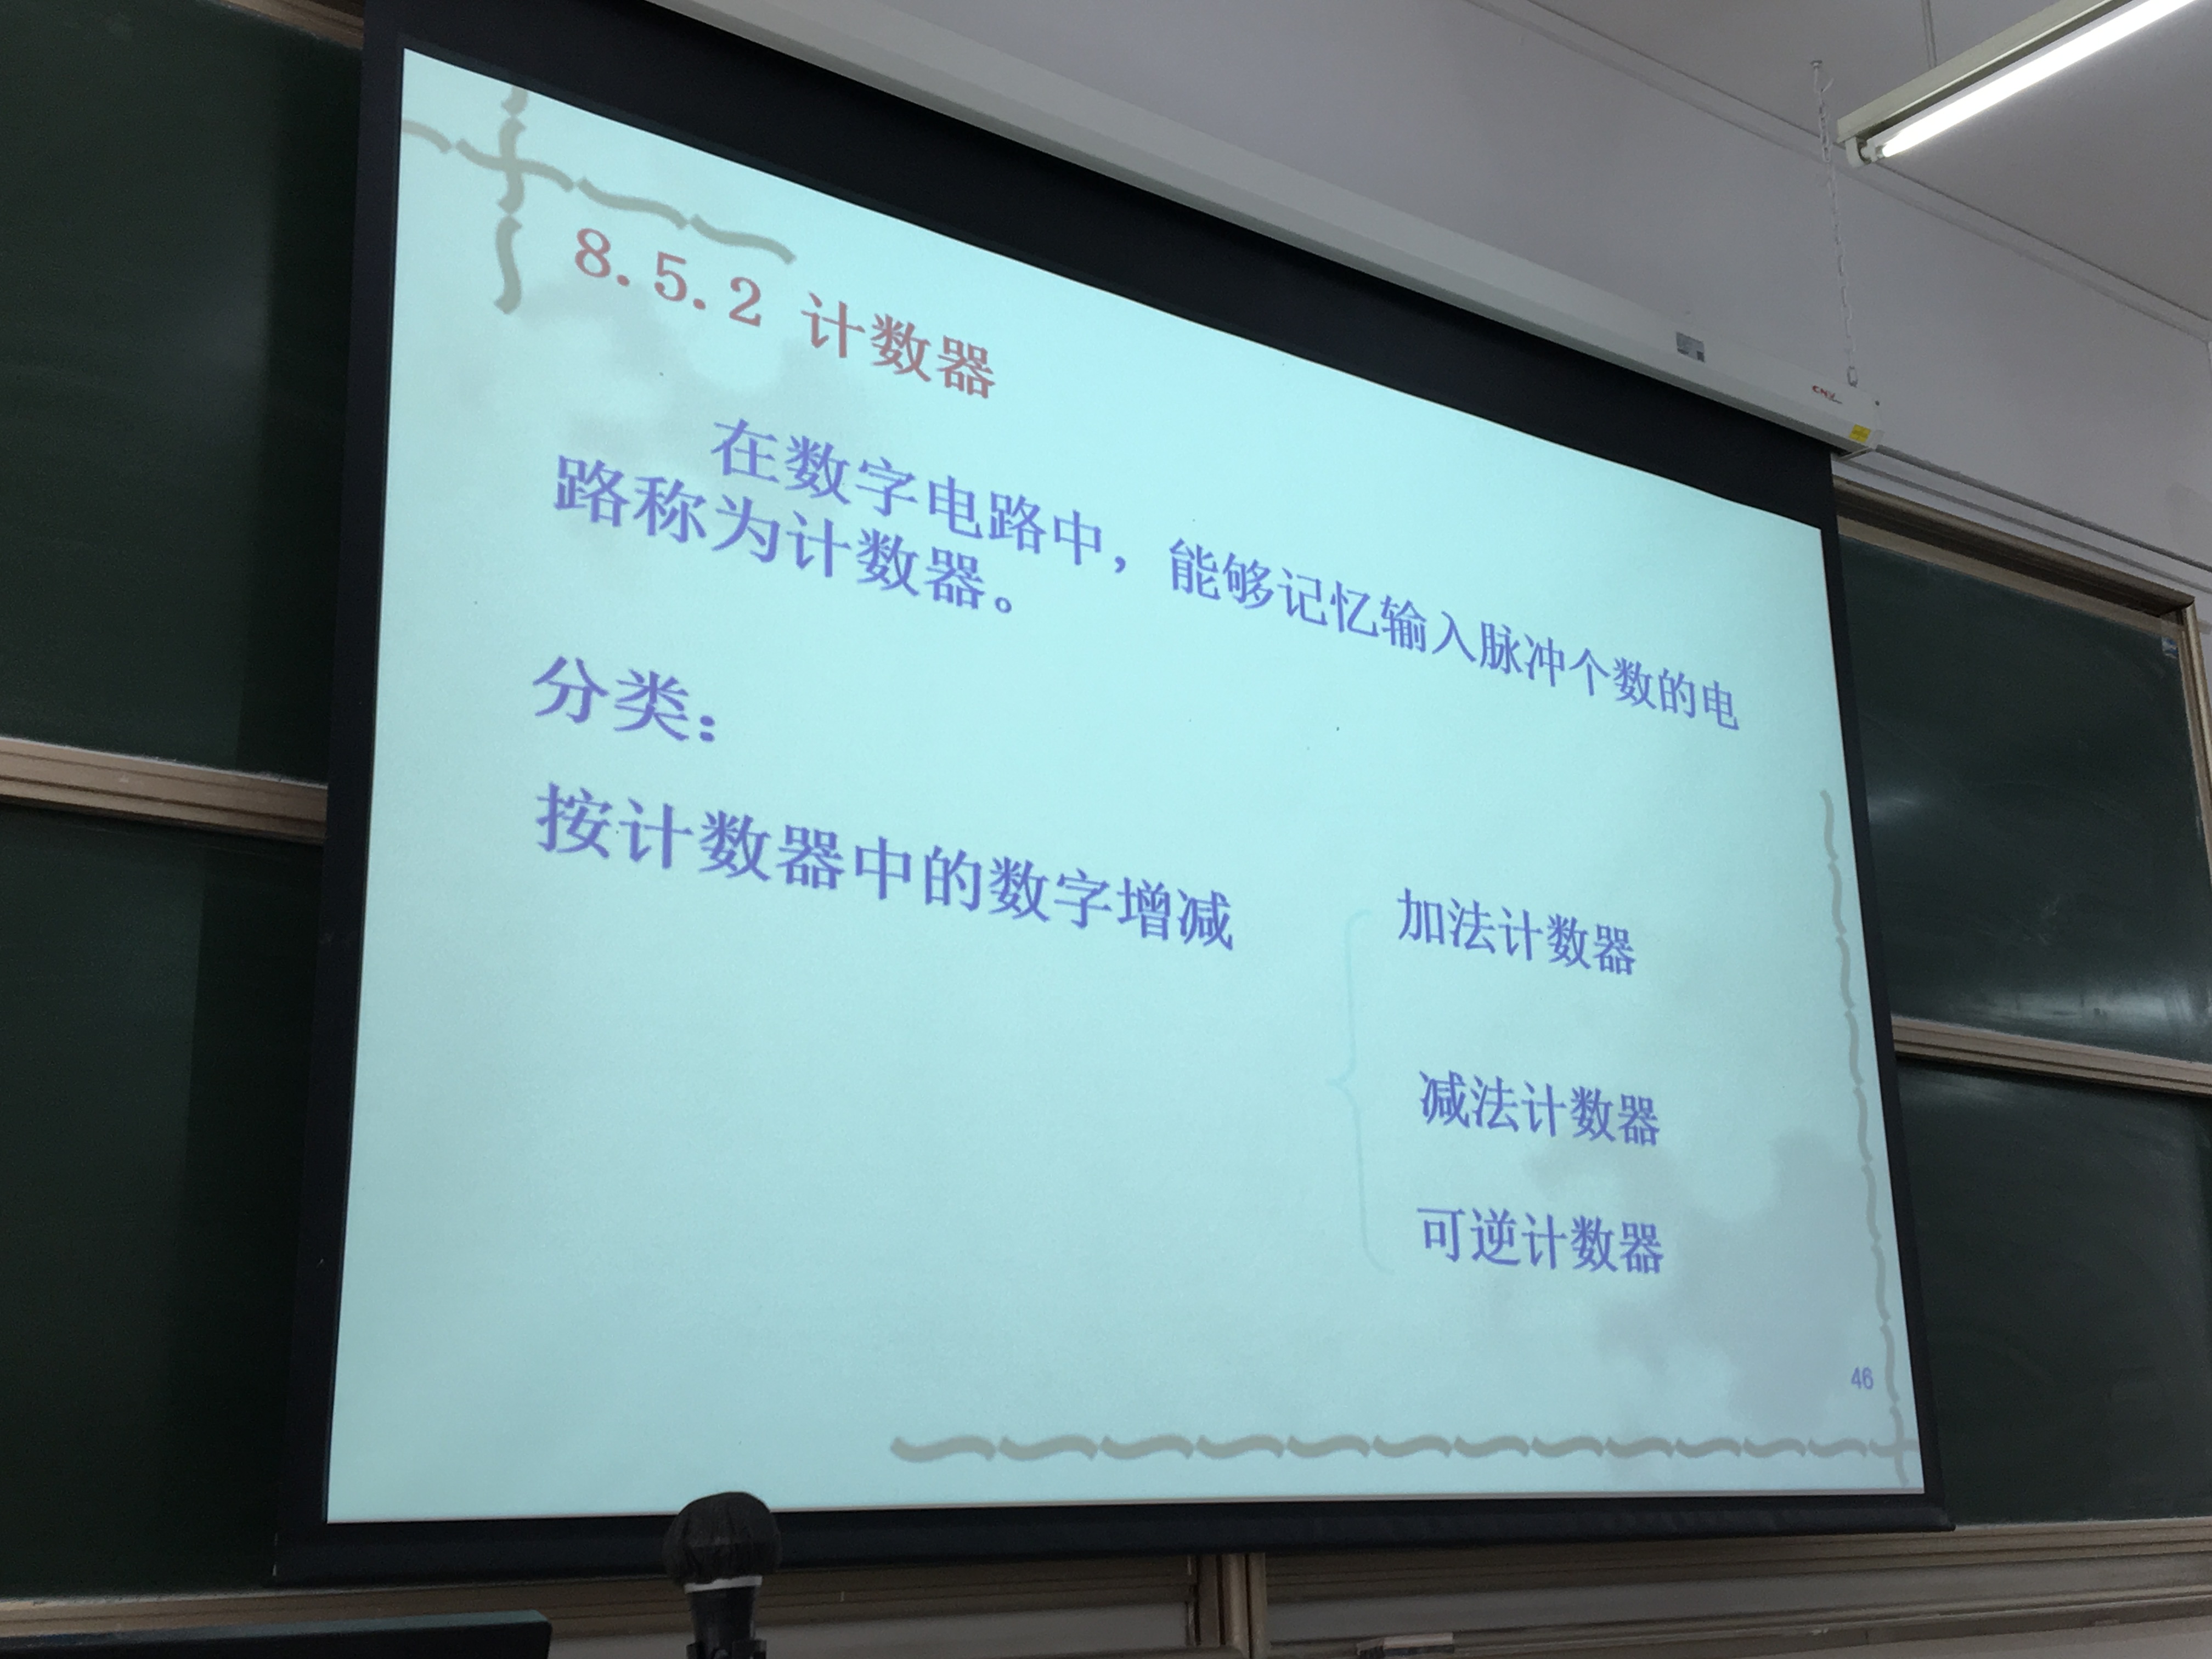 8.5.2 计数器
在数字电路中，能够记忆输入脉冲个数的电
路称为计数器。
分类：
按计数器中的数字增减
加法计数器
减法计数器
可逆计数器
46